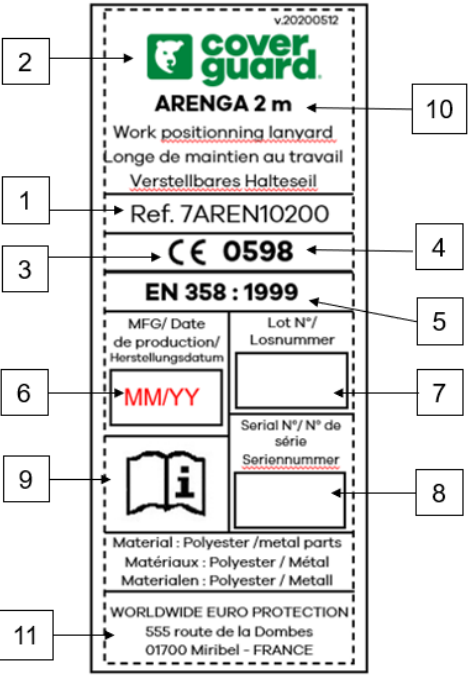 v.20200512
2
cover
guard
ARENGA 2 m
10
Work positionning lanyard
Longe de maintien au travail
Verstellbares Halteseil
1
Ref. 7AREN10200
3
CE 0598
4
EN 358 : 1999
5
MFG/ Date
de production/
Herstellungsdatum
6
MM/YY
Lot N°/
Losnummer
7
Serial N°/ N° de
série
Seriennummer
8
9
i
Material : Polyester /metal parts
Matériaux : Polyester / Métal
Materialen : Polyester / Metall
11
WORLDWIDE EURO PROTECTION
555 route de la Dombes
01700 Miribel - FRANCE